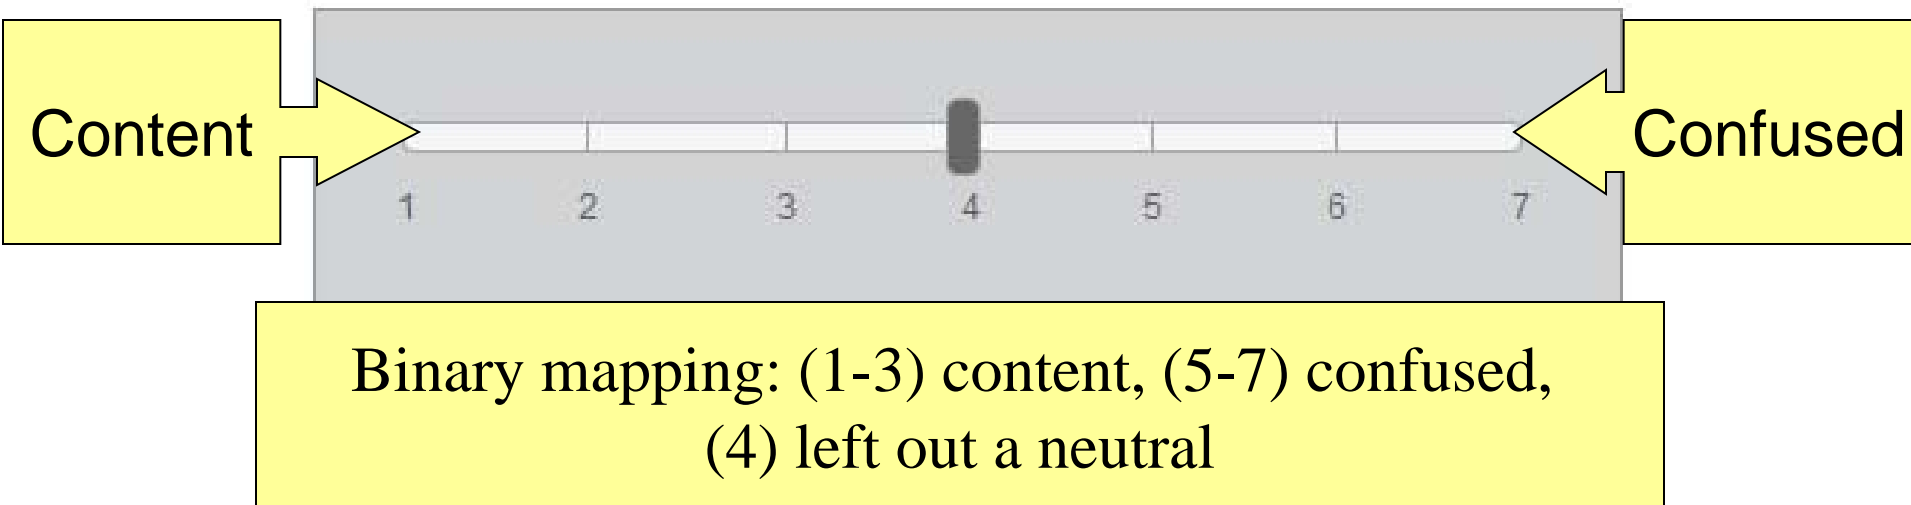 Content
Confused
1 2 3 4 5 6 7
Binary mapping: (1-3) content, (5-7) confused,
(4) left out a neutral